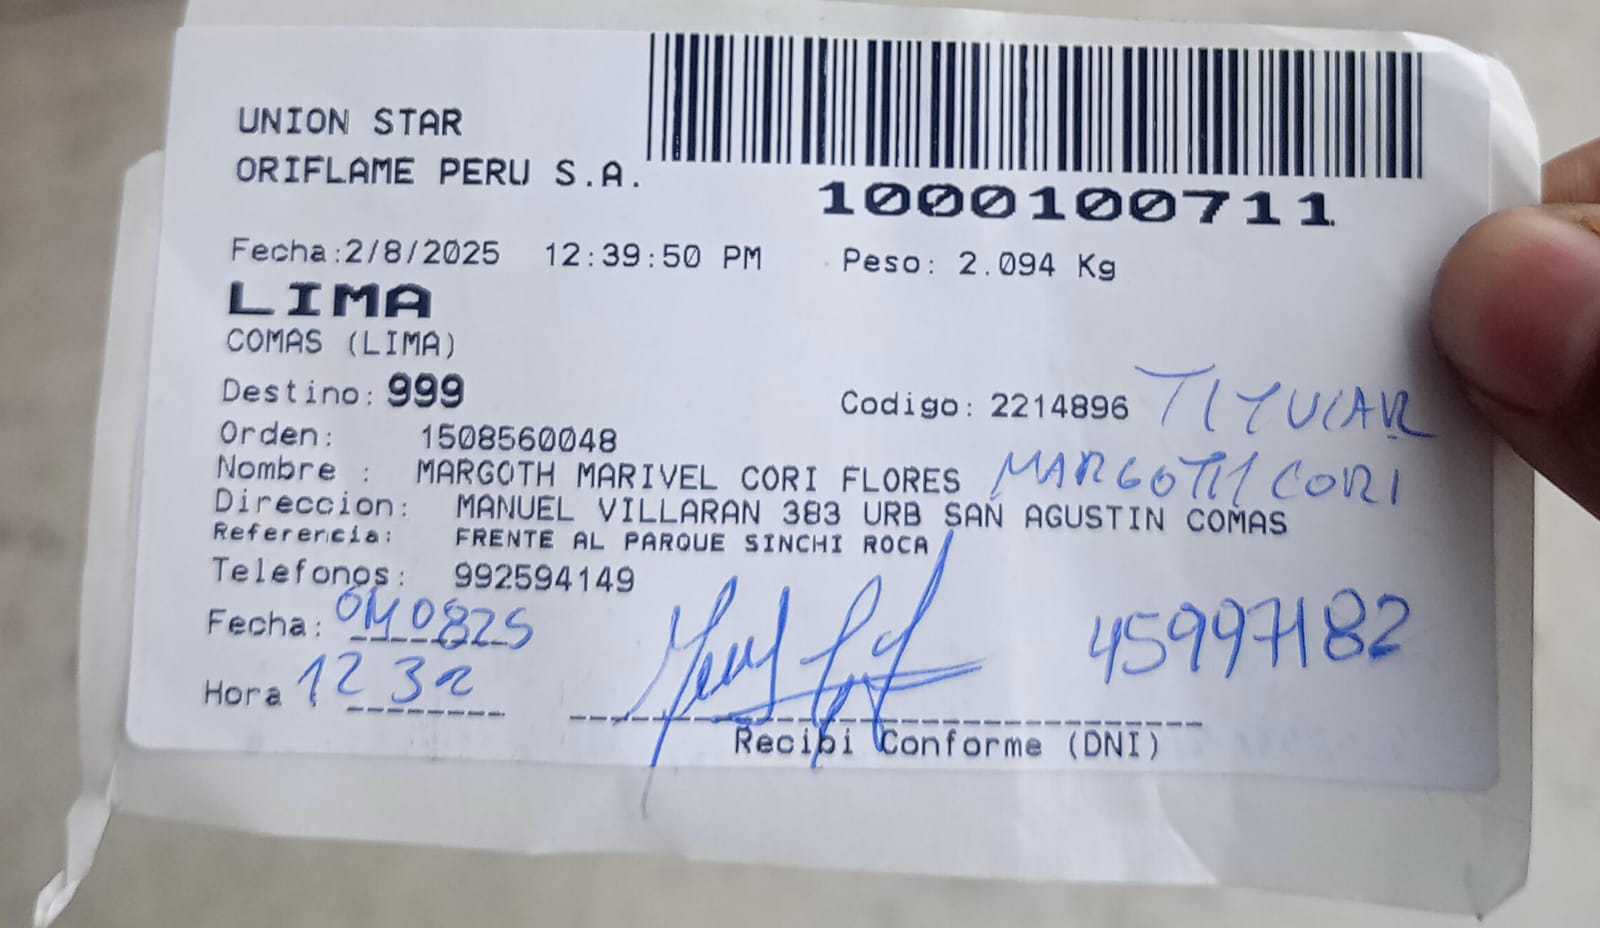 UNION STAR
ORIFLAME PERU S.A.
1000100711
Fecha:2/8/2025 12:39:50 PM Peso: 2.094 Kg
LIMA
COMAS (LIMA)
Destino: 999
Codigo: 2214896 TITULAR
Orden: 1508560048
Nombre : MARGOTH MARIVEL CORI FLORES MARGOTH CORI
Direccion: MANUEL VILLARAN 383 URB SAN AGUSTIN COMAS
Referencia: FRENTE AL PARQUE SINCHI ROCA
Telefonos: 992594149
Fecha: 040825
45997182
Hora 12 32
Recibi Conforme (DNI)